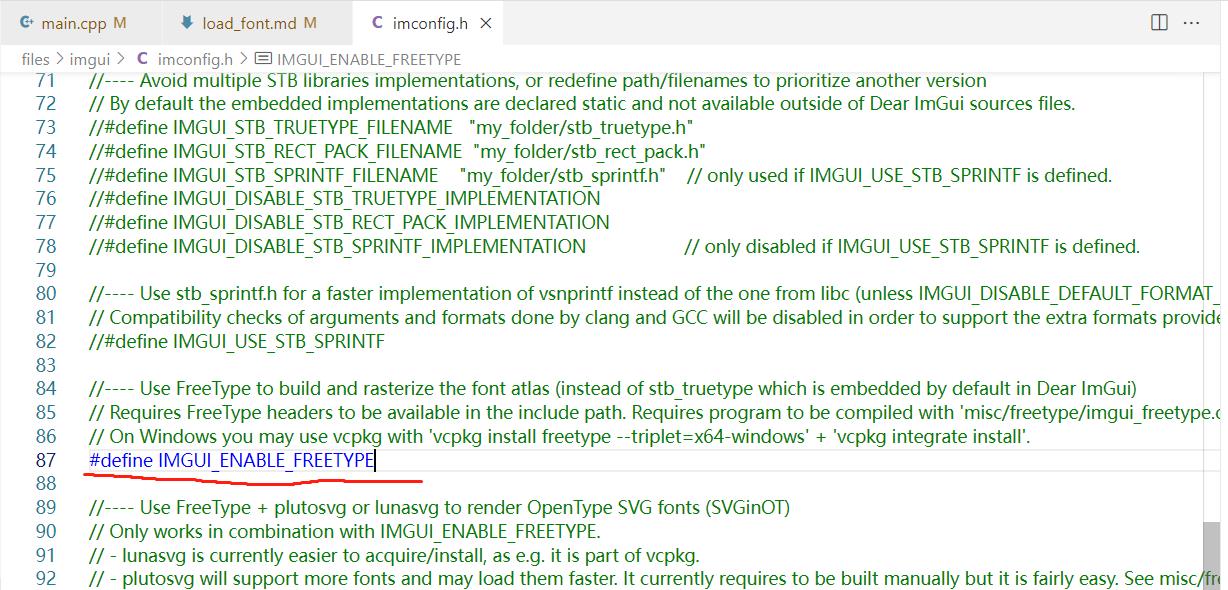 main.cpp M load_font.md M C imconfig.h ×
files > imgui > C imconfig.h > IMGUI_ENABLE_FREETYPE
71 //---- Avoid multiple STB libraries implementations, or redefine path/filenames to prioritize another version
72 // By default the embedded implementations are declared static and not available outside of Dear ImGui sources files.
73 //#define IMGUI_STB_TRUETYPE_FILENAME "my_folder/stb_truetype.h"
74 //#define IMGUI_STB_RECT_PACK_FILENAME "my_folder/stb_rect_pack.h"
75 //#define IMGUI_STB_SPRINTF_FILENAME "my_folder/stb_sprintf.h" // only used if IMGUI_USE_STB_SPRINTF is defined.
76 //#define IMGUI_DISABLE_STB_TRUETYPE_IMPLEMENTATION
77 //#define IMGUI_DISABLE_STB_RECT_PACK_IMPLEMENTATION
78 //#define IMGUI_DISABLE_STB_SPRINTF_IMPLEMENTATION // only disabled if IMGUI_USE_STB_SPRINTF is defined.
79
80 //---- Use stb_sprintf.h for a faster implementation of vsnprintf instead of the one from libc (unless IMGUI_DISABLE_DEFAULT_FORMAT_
81 // Compatibility checks of arguments and formats done by clang and GCC will be disabled in order to support the extra formats provide
82 //#define IMGUI_USE_STB_SPRINTF
83
84 //---- Use FreeType to build and rasterize the font atlas (instead of stb_truetype which is embedded by default in Dear ImGui)
85 // Requires FreeType headers to be available in the include path. Requires program to be compiled with 'misc/freetype/imgui_freetype.c
86 // On Windows you may use vcpkg with 'vcpkg install freetype --triplet=x64-windows' + 'vcpkg integrate install'.
87 #define IMGUI_ENABLE_FREETYPE
88
89 //---- Use FreeType + plutosvg or lunasvg to render OpenType SVG fonts (SVGinOT)
90 // Only works in combination with IMGUI_ENABLE_FREETYPE.
91 // - lunasvg is currently easier to acquire/install, as e.g. it is part of vcpkg.
92 // - plutosvg will support more fonts and may load them faster. It currently requires to be built manually but it is fairly easy. See misc/fre